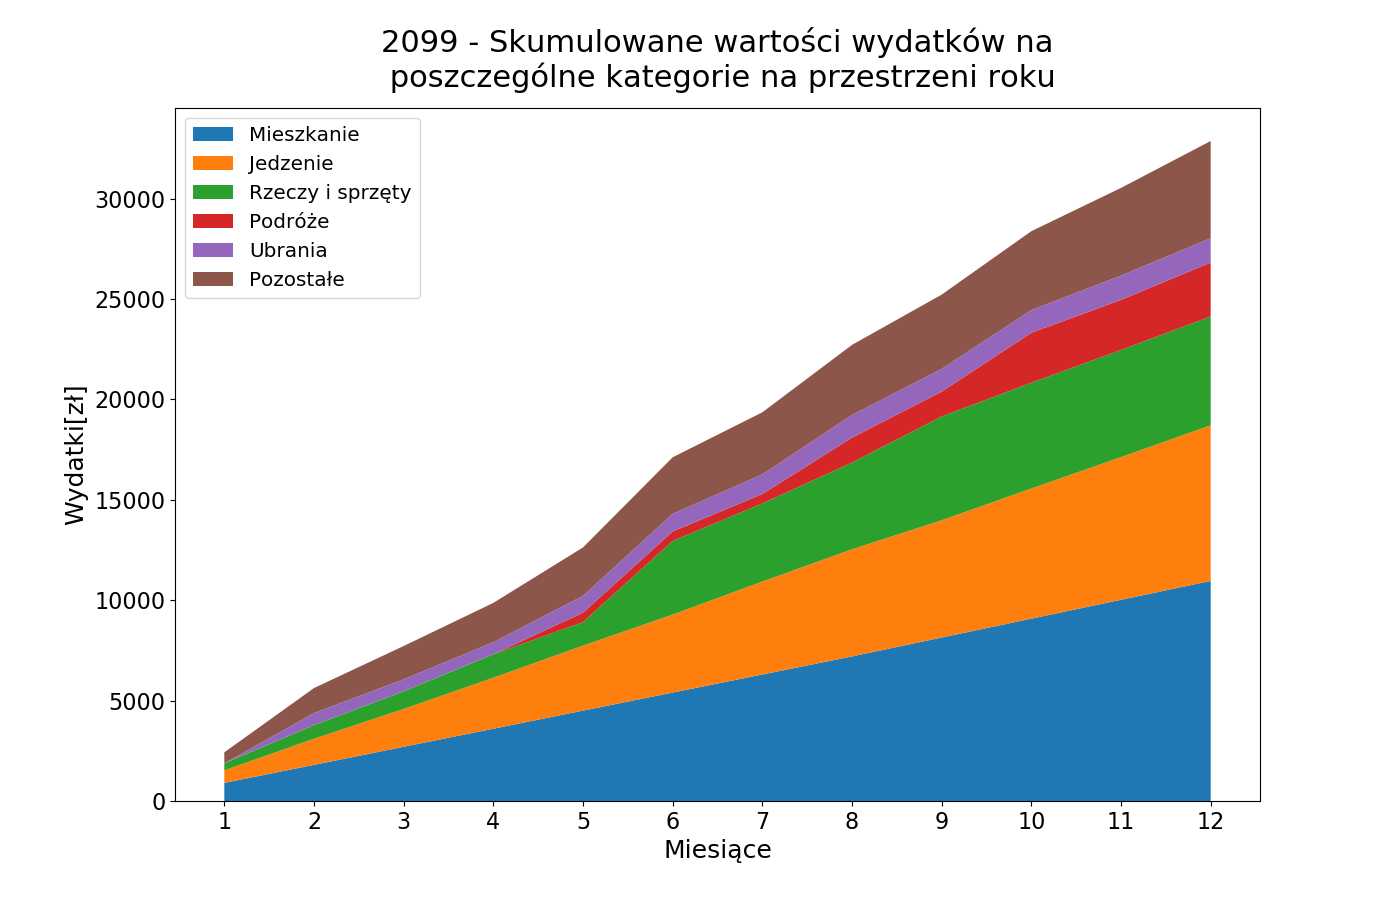 2099 - Skumulowane wartości wydatków na
poszczególne kategorie na przestrzeni roku
Mieszkanie
Jedzenie
Rzeczy i sprzęty
Podróże
Ubrania
Pozostałe
30000
25000
20000
15000
10000
5000
0
Wydatki[zł]
1 2 3 4 5 6 7 8 9 10 11 12
Miesiące